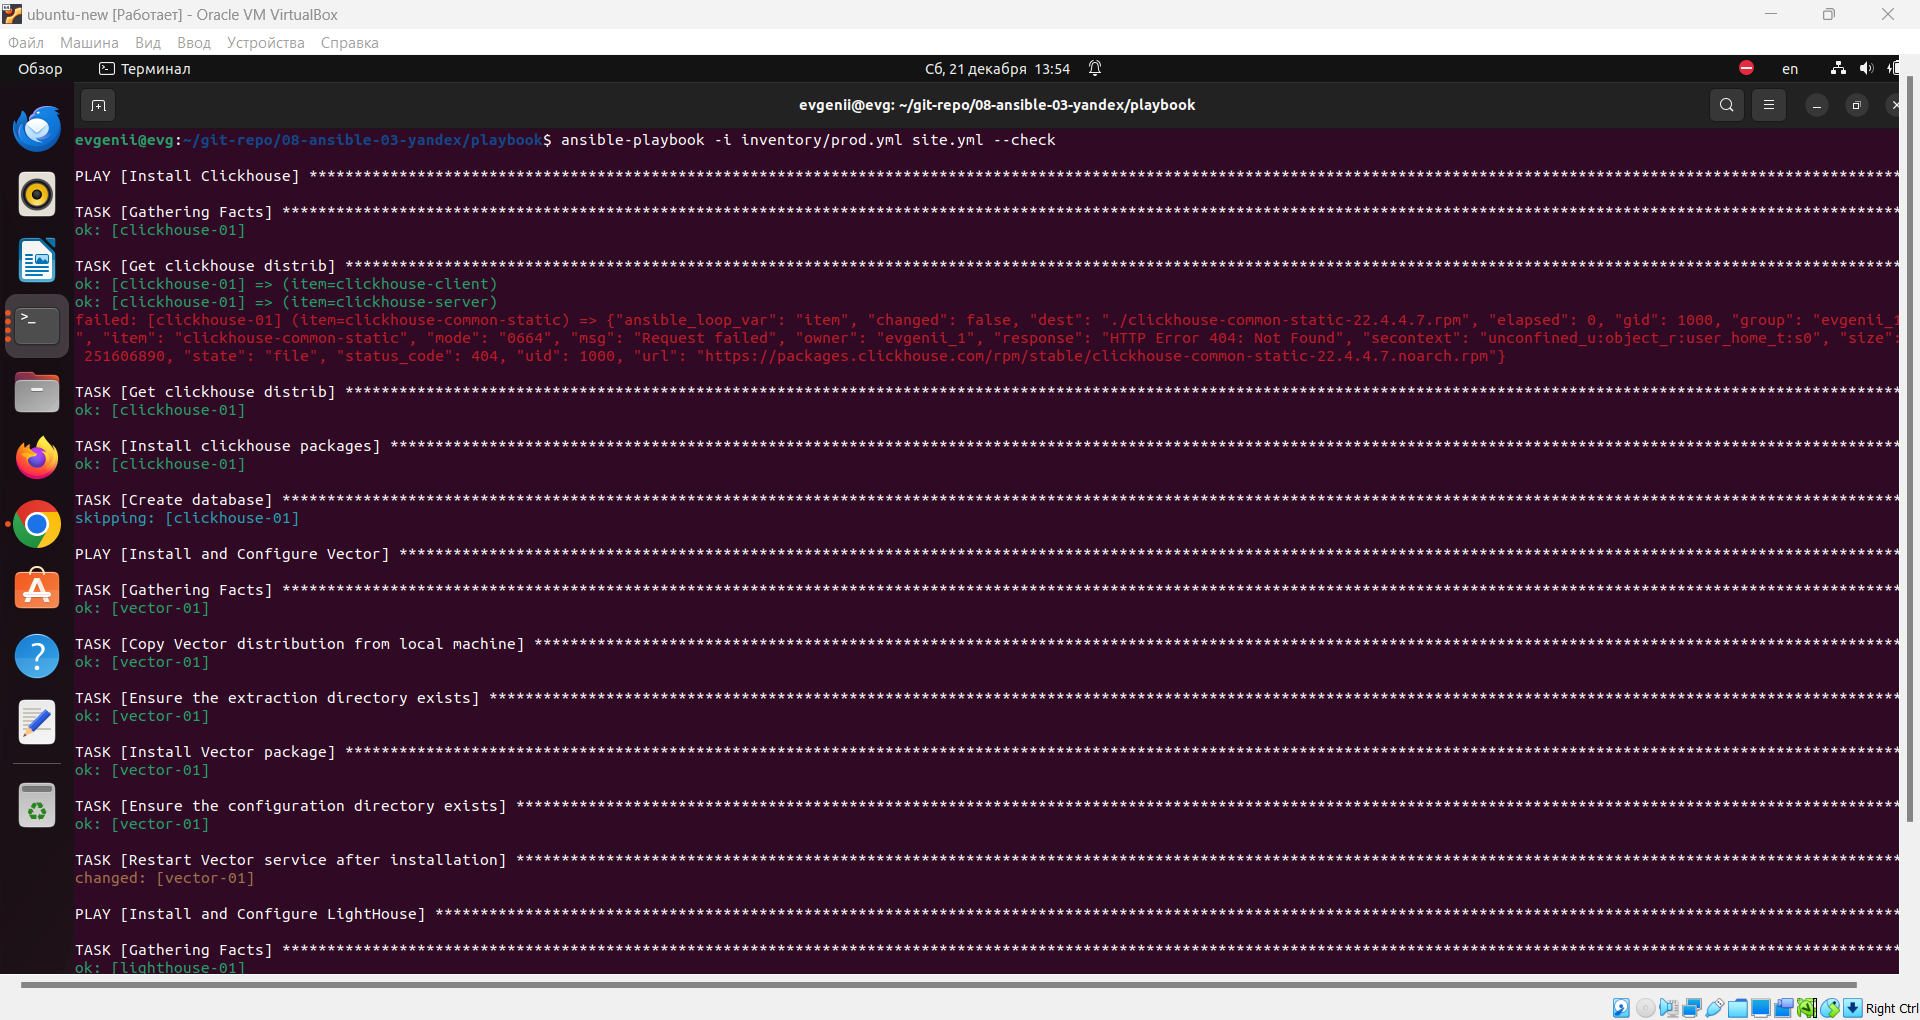 ubuntu-new [Работает] - Oracle VM VirtualBox
Файл Машина Вид Ввод Устройства Справка
Обзор Терминал Сб, 21 декабря 13:54 en
evgenii@evg: ~/git-repo/08-ansible-03-yandex/playbook
evgenii@evg:~/git-repo/08-ansible-03-yandex/playbook$ ansible-playbook -i inventory/prod.yml site.yml --check
PLAY [Install Clickhouse] ****
TASK [Gathering Facts] ****
ok: [clickhouse-01]
TASK [Get clickhouse distrib] ****
ok: [clickhouse-01] => (item=clickhouse-client)
ok: [clickhouse-01] => (item=clickhouse-server)
failed: [clickhouse-01] (item=clickhouse-common-static) => {"ansible_loop_var": "item", "changed": false, "dest": "./clickhouse-common-static-22.4.4.7.rpm", "elapsed": 0, "gid": 1000, "group": "evgenii_1
", "item": "clickhouse-common-static", "mode": "0664", "msg": "Request failed", "owner": "evgenii_1", "response": "HTTP Error 404: Not Found", "secontext": "unconfined_u:object_r:user_home_t:s0", "size":
251606890, "state": "file", "status_code": 404, "uid": 1000, "url": "https://packages.clickhouse.com/rpm/stable/clickhouse-common-static-22.4.4.7.noarch.rpm"}
TASK [Get clickhouse distrib] ****
ok: [clickhouse-01]
TASK [Install clickhouse packages] ****
ok: [clickhouse-01]
TASK [Create database] ****
skipping: [clickhouse-01]
PLAY [Install and Configure Vector] ****
TASK [Gathering Facts] ****
ok: [vector-01]
TASK [Copy Vector distribution from local machine] ****
ok: [vector-01]
TASK [Ensure the extraction directory exists] ****
ok: [vector-01]
TASK [Install Vector package] ****
ok: [vector-01]
TASK [Ensure the configuration directory exists] ****
ok: [vector-01]
TASK [Restart Vector service after installation] ****
changed: [vector-01]
PLAY [Install and Configure LightHouse] ****
TASK [Gathering Facts] ****
ok: [lighthouse-01]
Right Ctrl